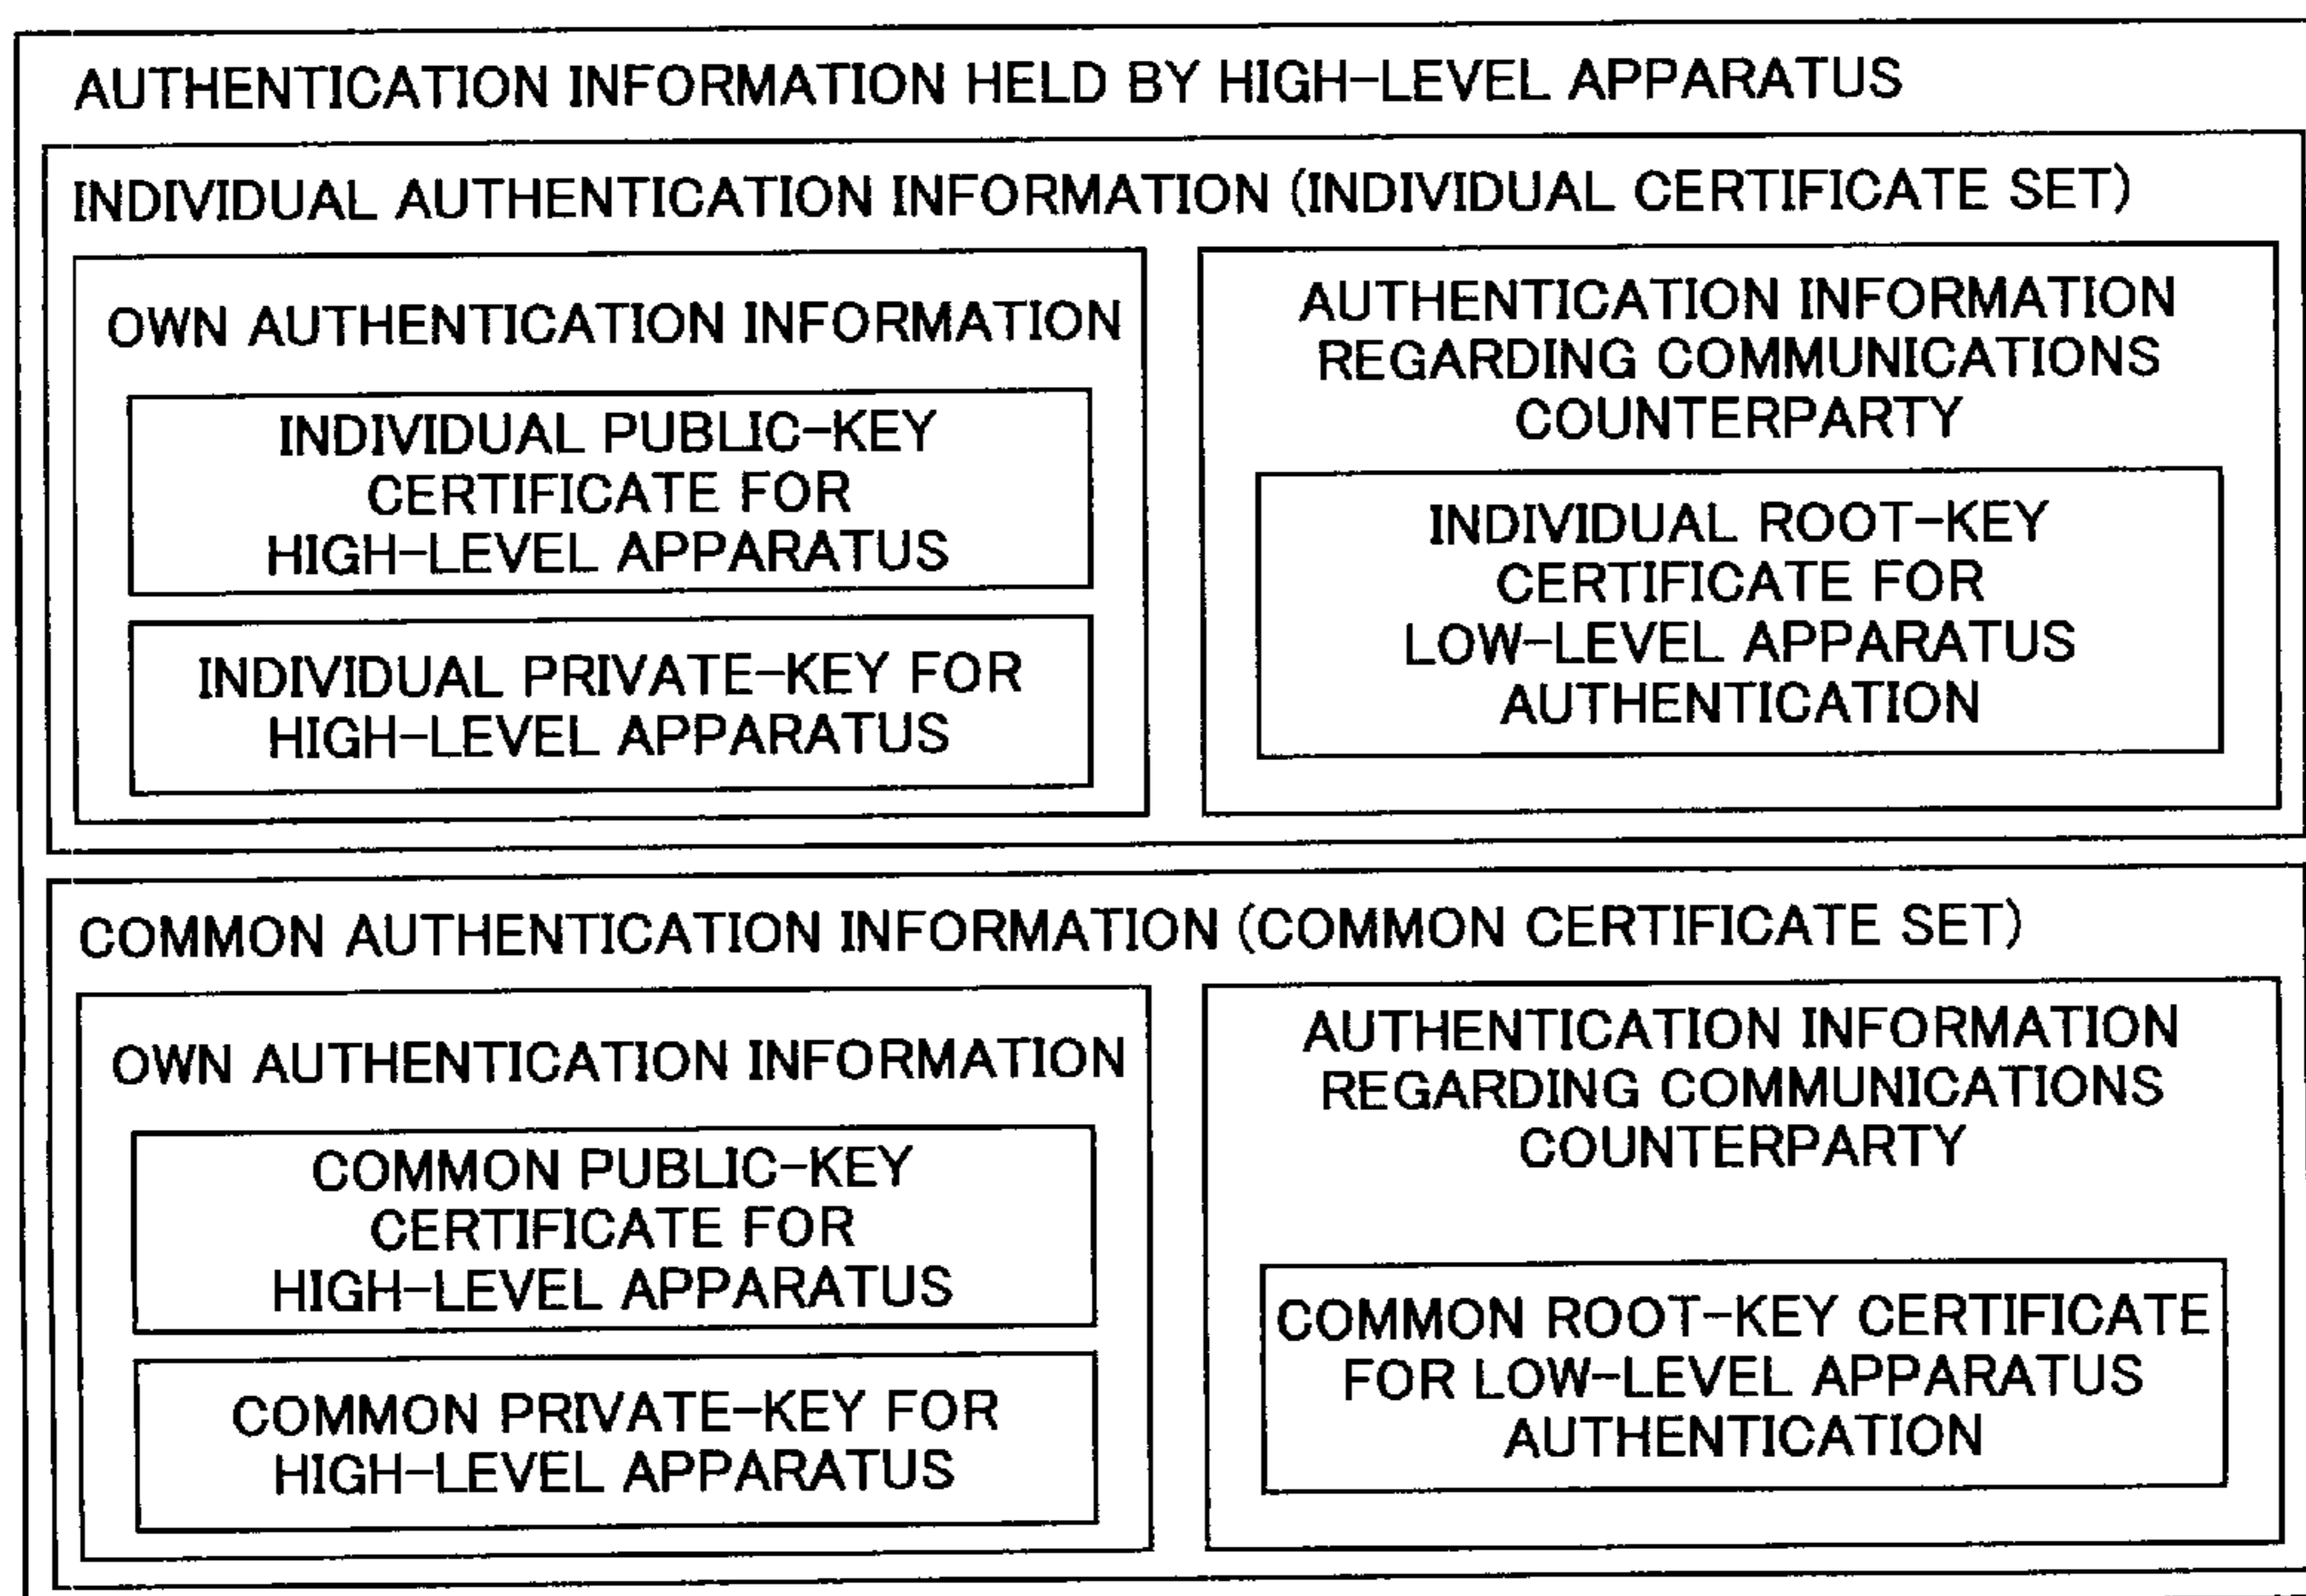 AUTHENTICATION INFORMATION HELD BY HIGH-LEVEL APPARATUS
INDIVIDUAL AUTHENTICATION INFORMATION (INDIVIDUAL CERTIFICATE SET)
OWN AUTHENTICATION INFORMATION
INDIVIDUAL PUBLIC-KEY
CERTIFICATE FOR
HIGH-LEVEL APPARATUS
INDIVIDUAL PRIVATE-KEY FOR
HIGH-LEVEL APPARATUS
AUTHENTICATION INFORMATION
REGARDING COMMUNICATIONS
COUNTERPARTY
INDIVIDUAL ROOT-KEY
CERTIFICATE FOR
LOW-LEVEL APPARATUS
AUTHENTICATION
COMMON AUTHENTICATION INFORMATION (COMMON CERTIFICATE SET)
OWN AUTHENTICATION INFORMATION
COMMON PUBLIC-KEY
CERTIFICATE FOR
HIGH-LEVEL APPARATUS
COMMON PRIVATE-KEY FOR
HIGH-LEVEL APPARATUS
AUTHENTICATION INFORMATION
REGARDING COMMUNICATIONS
COUNTERPARTY
COMMON ROOT-KEY CERTIFICATE
FOR LOW-LEVEL APPARATUS
AUTHENTICATION